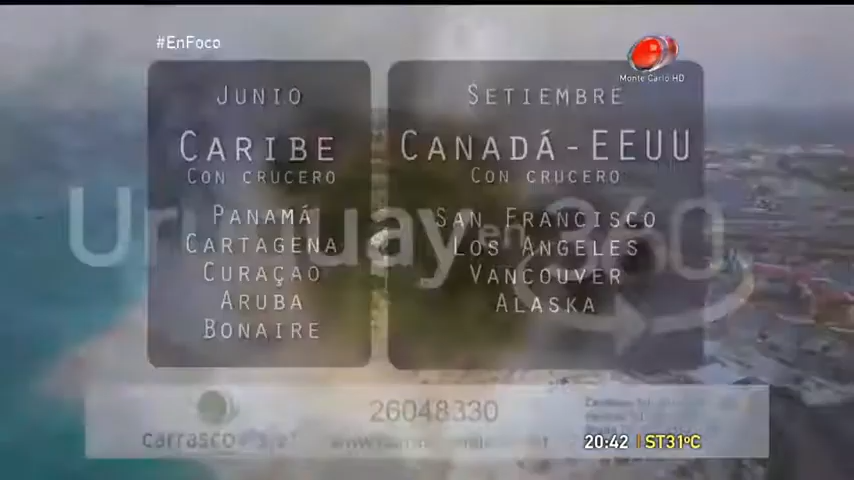 #EnFoco
Monte Carlo HD
JUNIO
CARIBE
CON CRUCERO
PANAMÁ
CARTAGENA
CURAÇAO
ARUBA
BONAIRE
SETIEMBRE
CANADÁ-EEUU
CON CRUCERO
SAN FRANCISCO
LOS ANGELES
VANCOUVER
ALASKA
Uruguay en 360
26048330
carrasco
20:42 ST31ºC